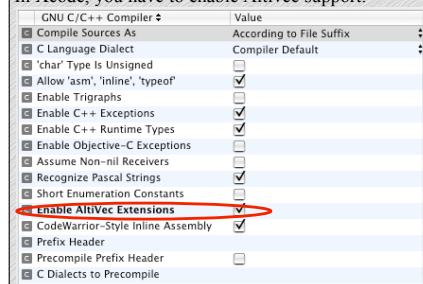 In Xcode, you have to enable Altivec support:
GNU C/C++ Compiler Value
Compile Sources As According to File Suffix
C Language Dialect Compiler Default
'char' Type Is Unsigned
Allow 'asm', 'inline', 'typeof'
Enable Trigraphs
Enable C++ Exceptions
Enable C++ Runtime Types
Enable Objective-C Exceptions
Assume Non-nil Receivers
Recognize Pascal Strings
Short Enumeration Constants
Enable AltiVec Extensions
CodeWarrior-Style Inline Assembly
Prefix Header
Precompile Prefix Header
C Dialects to Precompile